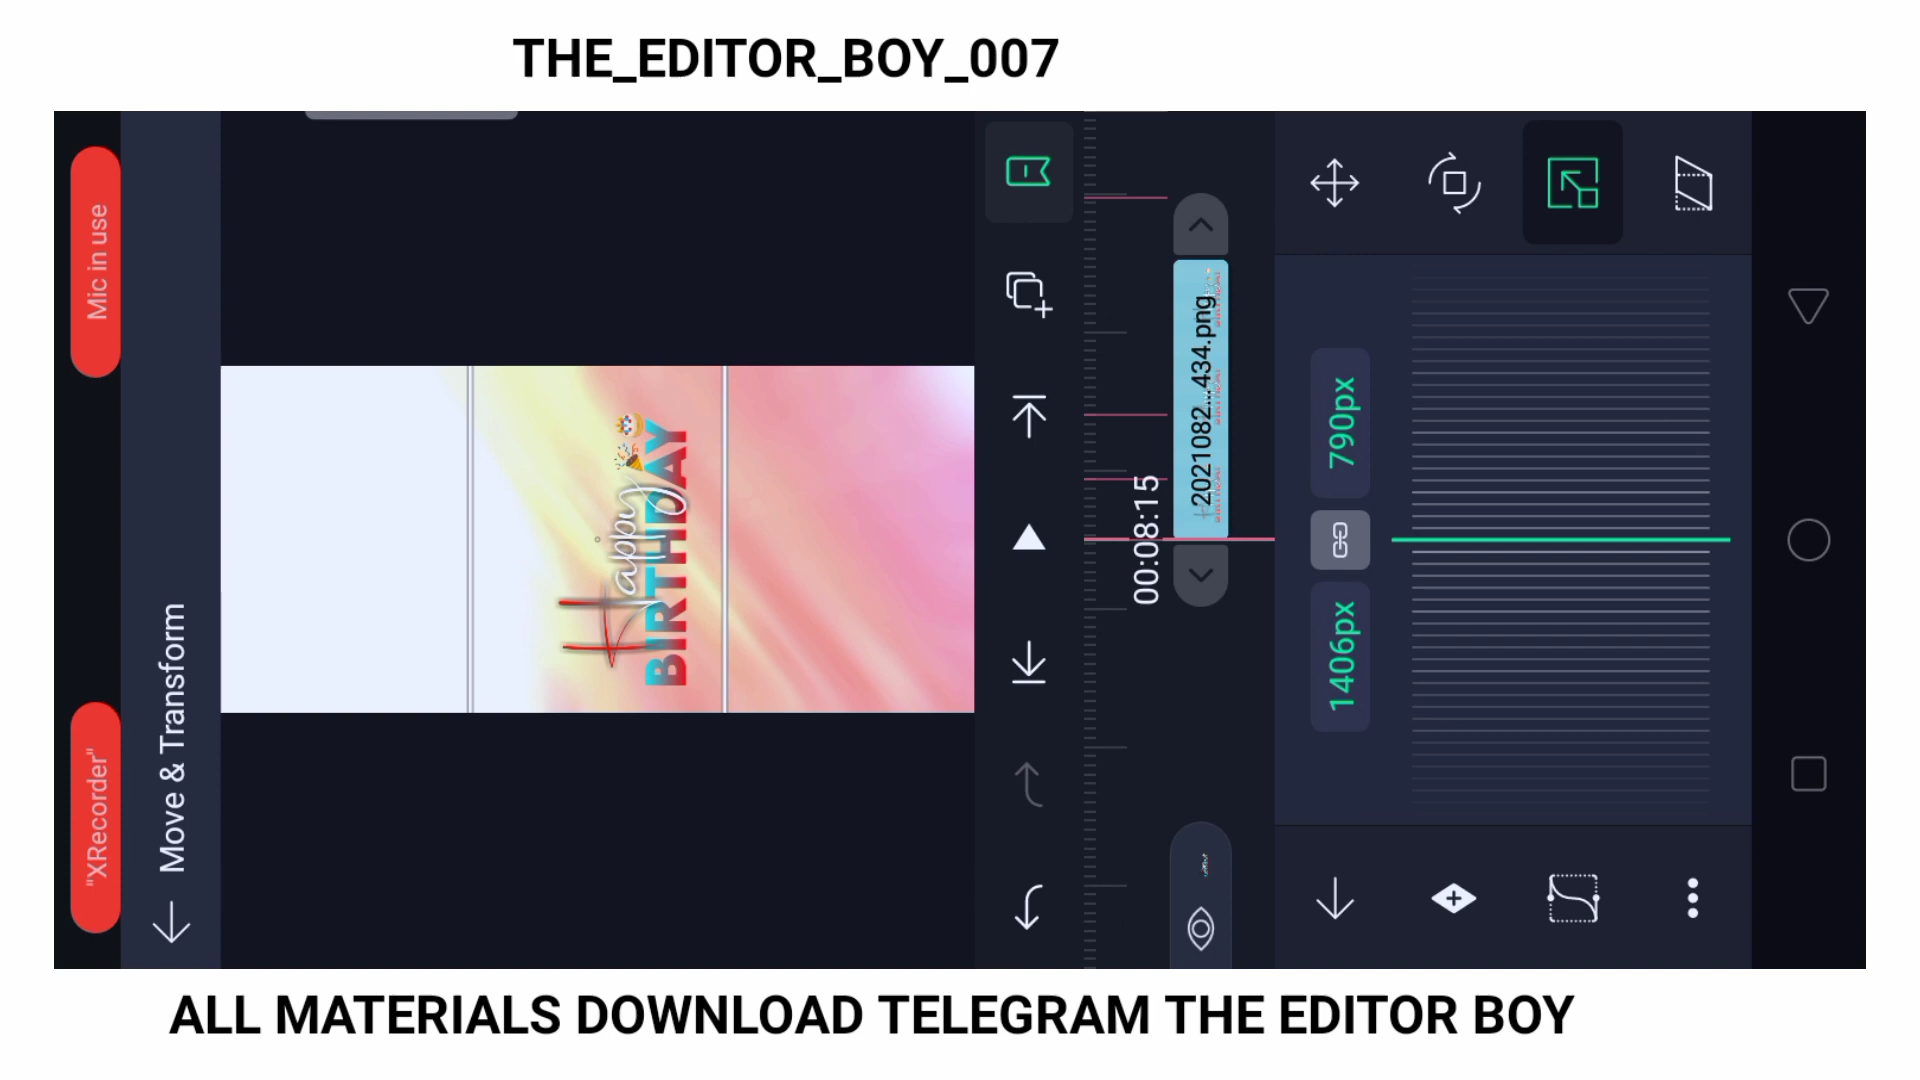 THE_EDITOR_BOY_007
"XRecorder"
Mic in use
Move & Transform
Happy
BIRTHDAY
00:08:15
2021082...434.png
1406px
790px
ALL MATERIALS DOWNLOAD TELEGRAM THE EDITOR BOY